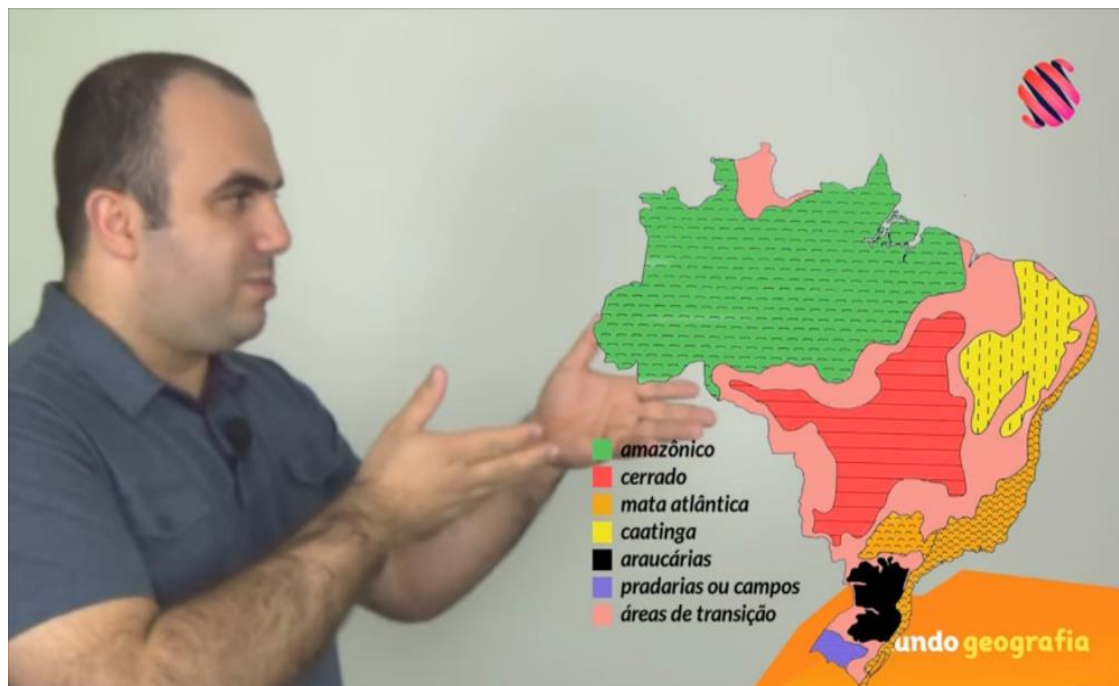 amazônico
cerrado
mata atlântica
caatinga
araucárias
pradarias ou campos
áreas de transição
undo geografia